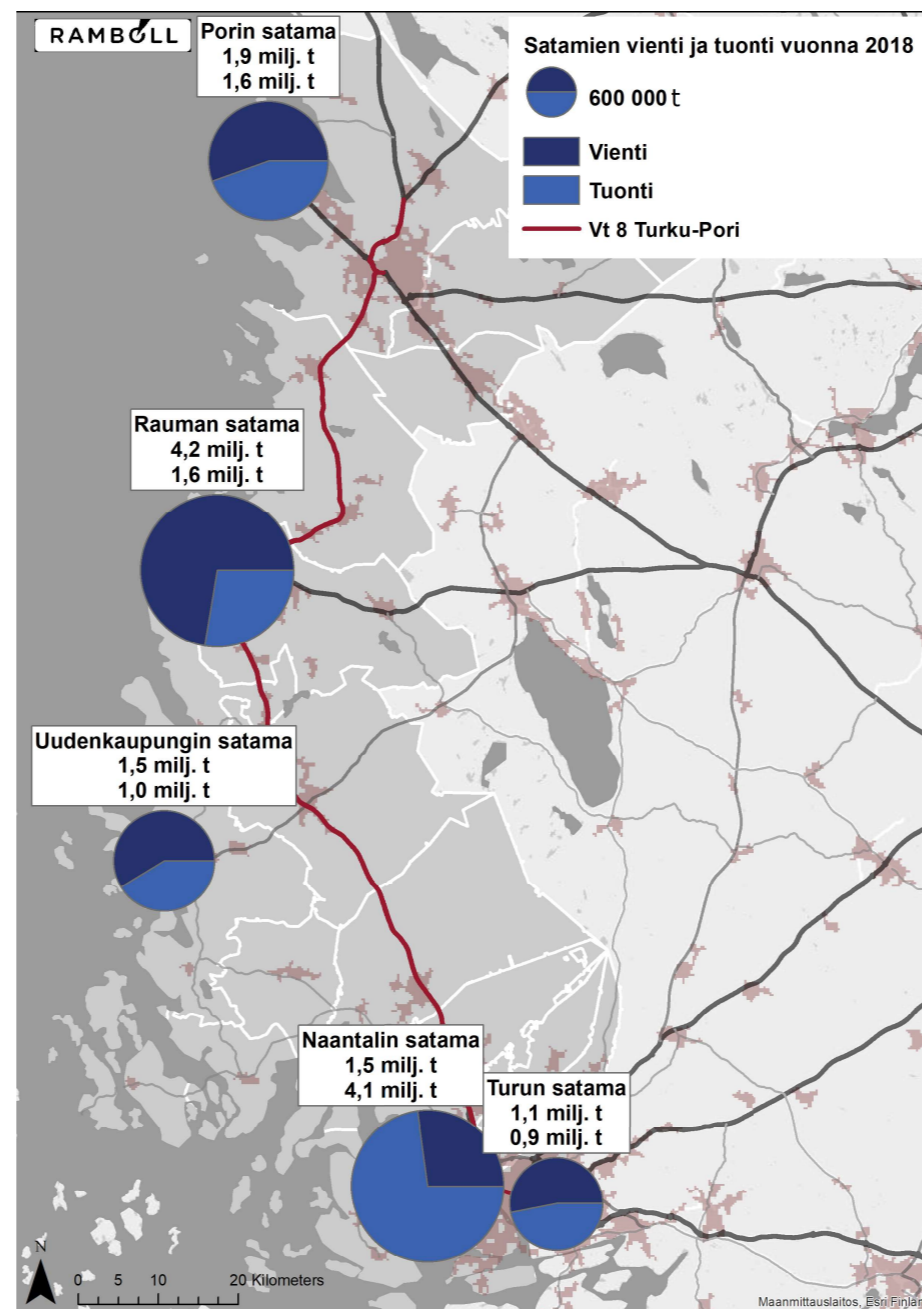 RAMBOLL
Porin satama
1,9 milj. t
1,6 milj. t
Satamien vienti ja tuonti vuonna 2018
600 000 t
Vienti
Tuonti
Vt 8 Turku-Pori
Rauman satama
4,2 milj. t
1,6 milj. t
Uudenkaupungin satama
1,5 milj. t
1,0 milj. t
Naantalin satama
1,5 milj. t
4,1 milj. t
Turun satama
1,1 milj. t
0,9 milj. t
N
0 5 10 20 Kilometers
Maanmittauslaitos, Esri Finland